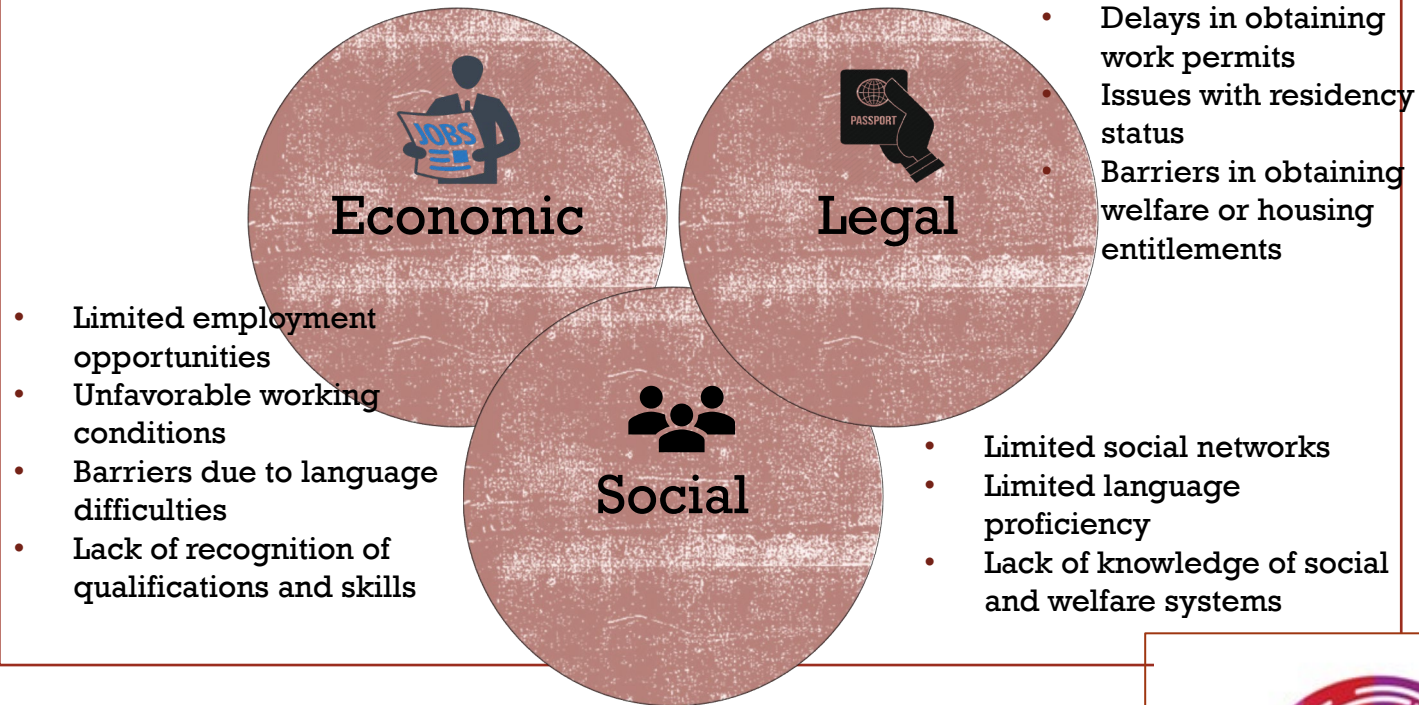 JOBS
Economic
PASSPORT
Legal
• Delays in obtaining
work permits
• Issues with residency
status
• Barriers in obtaining
welfare or housing
entitlements
• Limited employment
opportunities
• Unfavorable working
conditions
• Barriers due to language
difficulties
• Lack of recognition of
qualifications and skills
Social
• Limited social networks
• Limited language
proficiency
• Lack of knowledge of social
and welfare systems